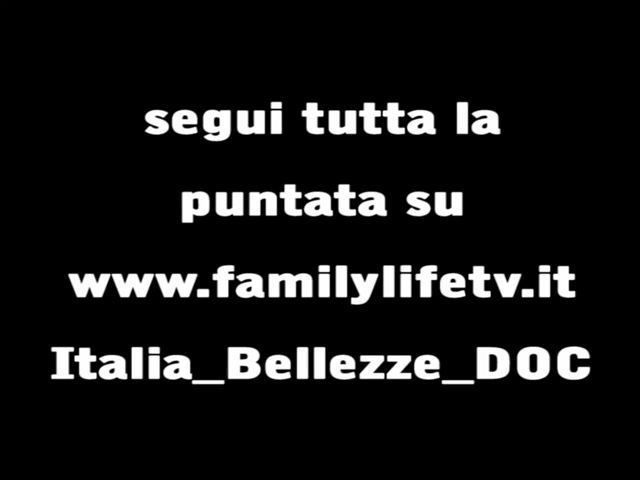 segui tutta la
puntata su
www.familylifetv.it
Italia_Bellezze_DOC